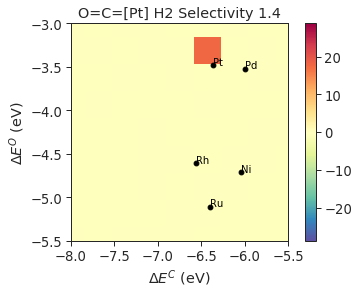 O=C=[Pt] H2 Selectivity 1.4
−3.0
−3.5
−4.0
−4.5
−5.0
−5.5
ΔE^O (eV)
Pt
Pd
Rh
Ni
Ru
−8.0 −7.5 −7.0 −6.5 −6.0 −5.5
ΔE^C (eV)
20
10
0
−10
−20